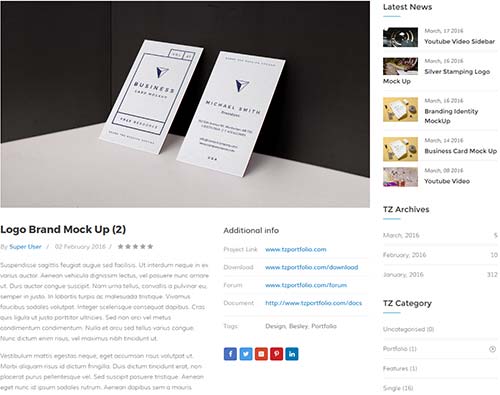 VOL 01
BUSINESS
CARD MOCKUP
FREE RESOURCE
MICHAEL SMITH
President
USA
Logo Brand Mock Up (2)
By Super User / 02 February 2016 /
Suspendisse sagittis feugiat augue sed facilisis. Ut interdum neque in ex
varius auctor. Aenean vehicula dignissim lectus, vel posuere nunc ornare
ut. Duis auctor congue suscipit. Nam urna tellus, convallis a pulvinar eu,
semper in justo. In lobortis turpis ac malesuada tristique. Vivamus
faucibus sodales volutpat. Integer scelerisque consequat dapibus. Cras
quis ligula ut justo porttitor ultricies. Sed non orci vel metus
condimentum condimentum. Nulla et arcu sed tellus varius congue.
Nunc dictum enim risus, vel maximus nibh tincidunt ut.
Vestibulum mattis egestas neque, eget accumsan risus volutpat ut.
Morbi aliquam risus id dictum fringilla. Duis dictum tincidunt erat, non
placerat purus pellentesque vel. Sed suscipit tincidunt est. Aenean
eget nunc id ipsum sodales rutrum. Aenean dapibus sem a mauris
Additional info
Project Link www.tzportfolio.com
Download www.tzportfolio.com/download
Forum www.tzportfolio.com/forum
Document http://www.tzportfolio.com/docs
Tags Design, Besley, Portfolio
Latest News
March, 17 2016
Youtube Video Sidebar
March, 16 2016
Silver Stamping Logo
Mock Up
March, 16 2016
Branding Identity
MockUp
March, 14 2016
Business Card Mock Up
March, 08 2016
Youtube Video
TZ Archives
March, 2016 5
February, 2016 10
January, 2016 312
TZ Category
Uncategorised (0)
Portfolio (1)
Features (1)
Single (16)